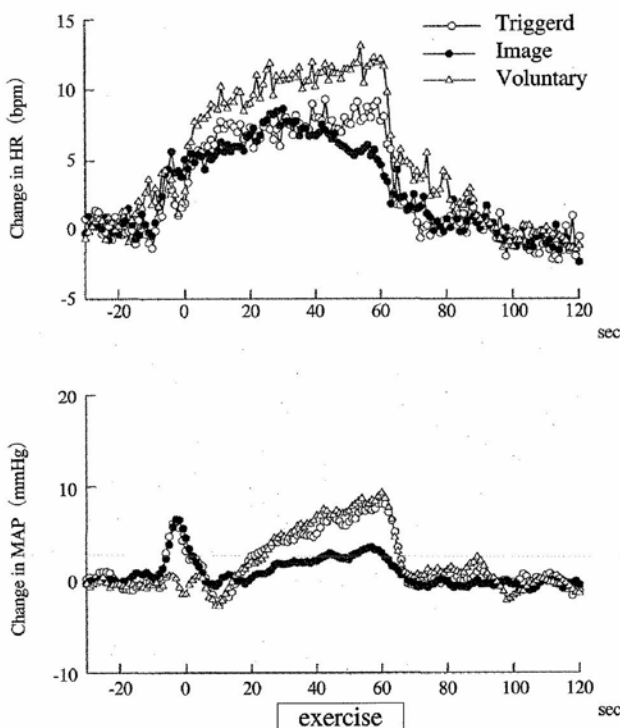 Triggerd
Image
Voluntary
Change in HR (bpm)
15
10
5
0
-5
-20 0 20 40 60 80 100 120
sec
Change in MAP (mmHg)
20
10
0
-10
-20 0 20 40 60 80 100 120
sec
exercise